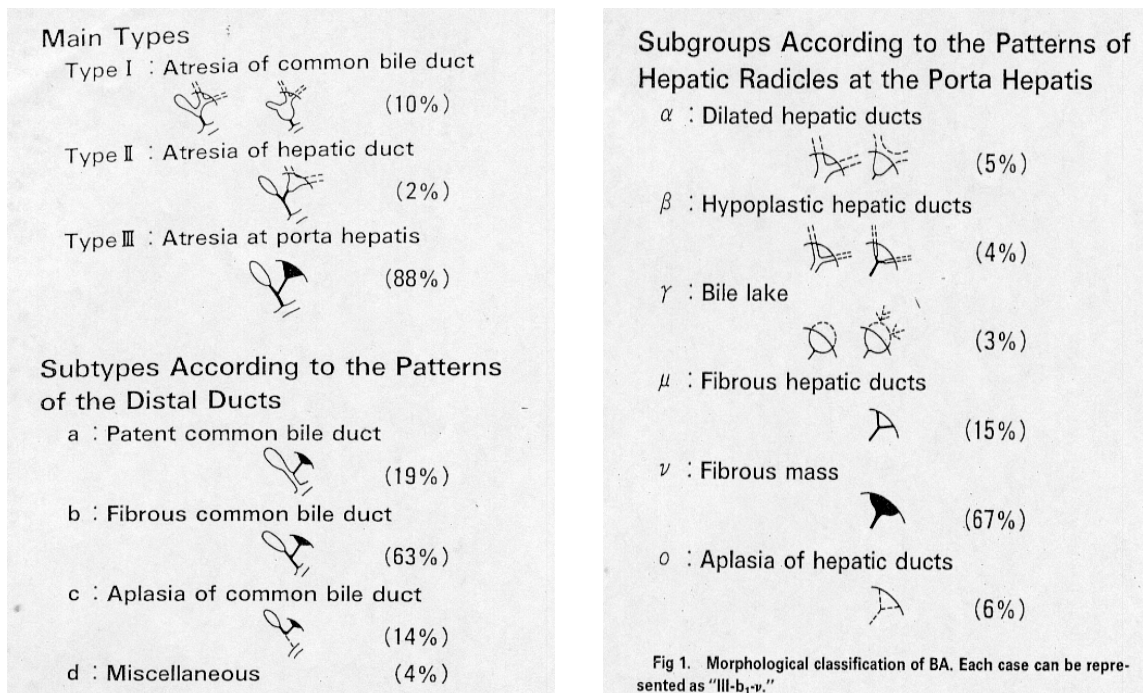 Main Types
Type I : Atresia of common bile duct
(10%)
Type II : Atresia of hepatic duct
(2%)
Type III : Atresia at porta hepatis
(88%)
Subtypes According to the Patterns
of the Distal Ducts
a : Patent common bile duct
(19%)
b : Fibrous common bile duct
(63%)
c : Aplasia of common bile duct
(14%)
d : Miscellaneous (4%)
Subgroups According to the Patterns of
Hepatic Radicles at the Porta Hepatis
α : Dilated hepatic ducts
(5%)
β : Hypoplastic hepatic ducts
(4%)
γ : Bile lake
(3%)
μ : Fibrous hepatic ducts
(15%)
ν : Fibrous mass
(67%)
ο : Aplasia of hepatic ducts
(6%)
Fig 1. Morphological classification of BA. Each case can be repre-
sented as "III-b₁-ν."